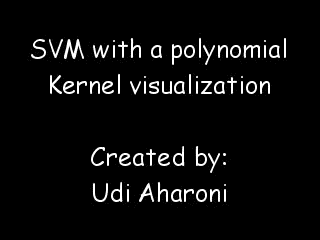 SVM with a polynomial
Kernel visualization
Created by:
Udi Aharoni